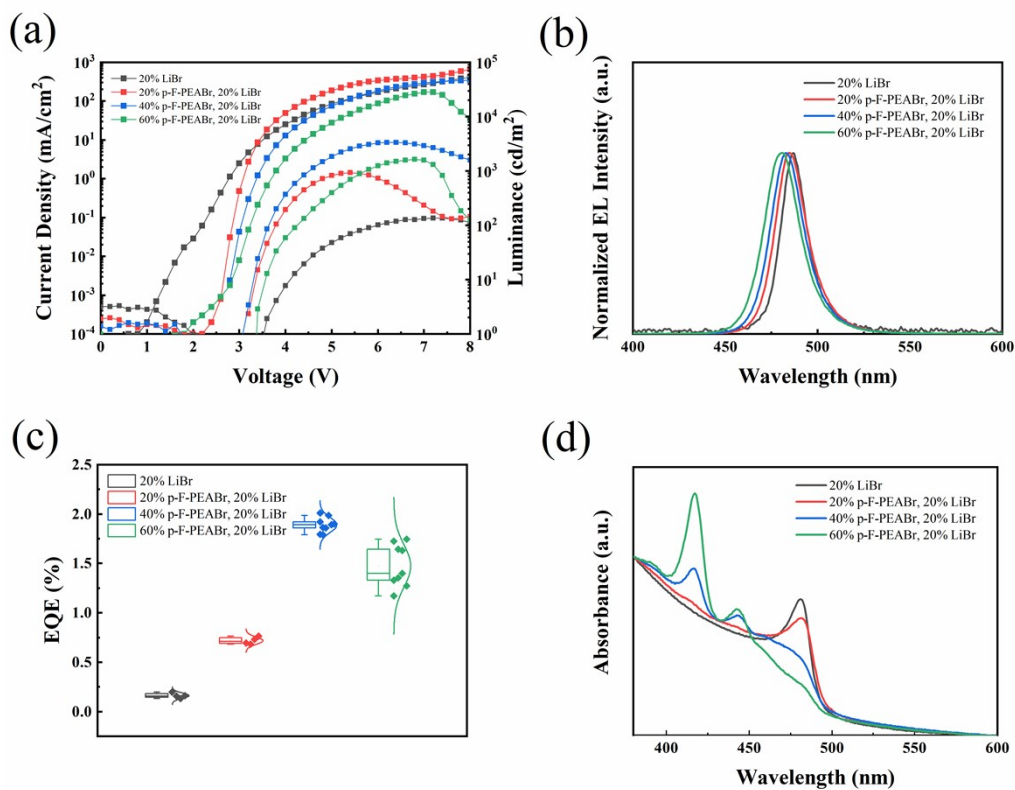 (a)
Current Density (mA/cm²)
10³
10²
10¹
10⁰
10⁻¹
10⁻²
10⁻³
10⁻⁴
20% LiBr
20% p-F-PEABr, 20% LiBr
40% p-F-PEABr, 20% LiBr
60% p-F-PEABr, 20% LiBr
10⁵
10⁴
10³
10²
10¹
10⁰
Luminance (cd/m²)
0 1 2 3 4 5 6 7 8
Voltage (V)
(b)
Normalized EL Intensity (a.u.)
20% LiBr
20% p-F-PEABr, 20% LiBr
40% p-F-PEABr, 20% LiBr
60% p-F-PEABr, 20% LiBr
400 450 500 550 600
Wavelength (nm)
(c)
EQE (%)
2.5
2.0
1.5
1.0
0.5
0.0
20% LiBr
20% p-F-PEABr, 20% LiBr
40% p-F-PEABr, 20% LiBr
60% p-F-PEABr, 20% LiBr
(d)
Absorbance (a.u.)
20% LiBr
20% p-F-PEABr, 20% LiBr
40% p-F-PEABr, 20% LiBr
60% p-F-PEABr, 20% LiBr
400 450 500 550 600
Wavelength (nm)